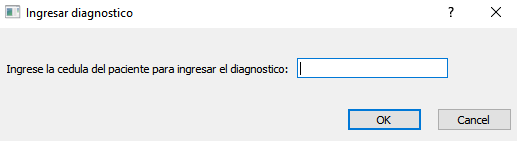 Ingresar diagnostico
Ingrese la cedula del paciente para ingresar el diagnostico:
OK Cancel